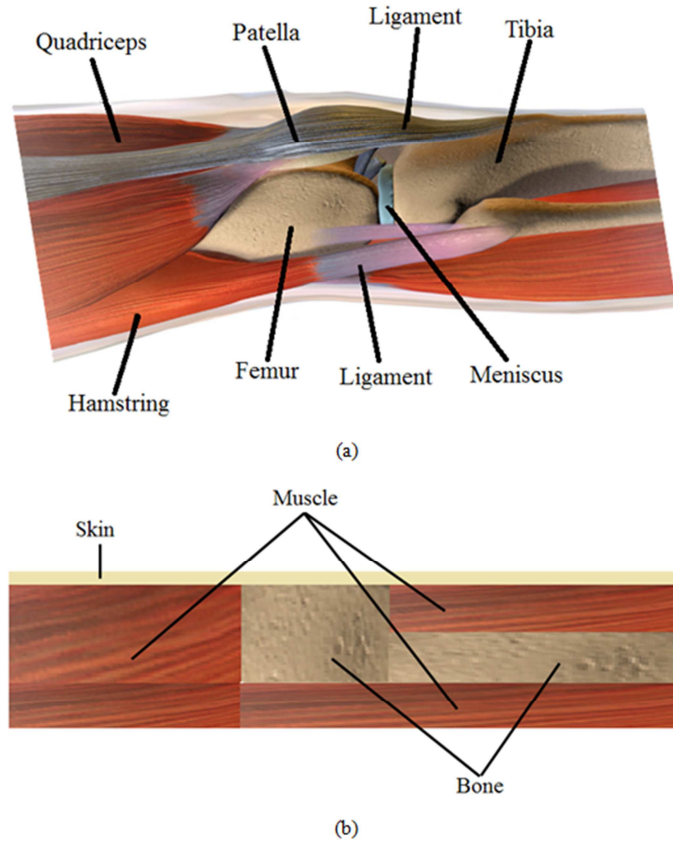 Ligament
Patella
Tibia
Quadriceps
Femur
Ligament
Meniscus
Hamstring
(a)
Muscle
Skin
Bone
(b)